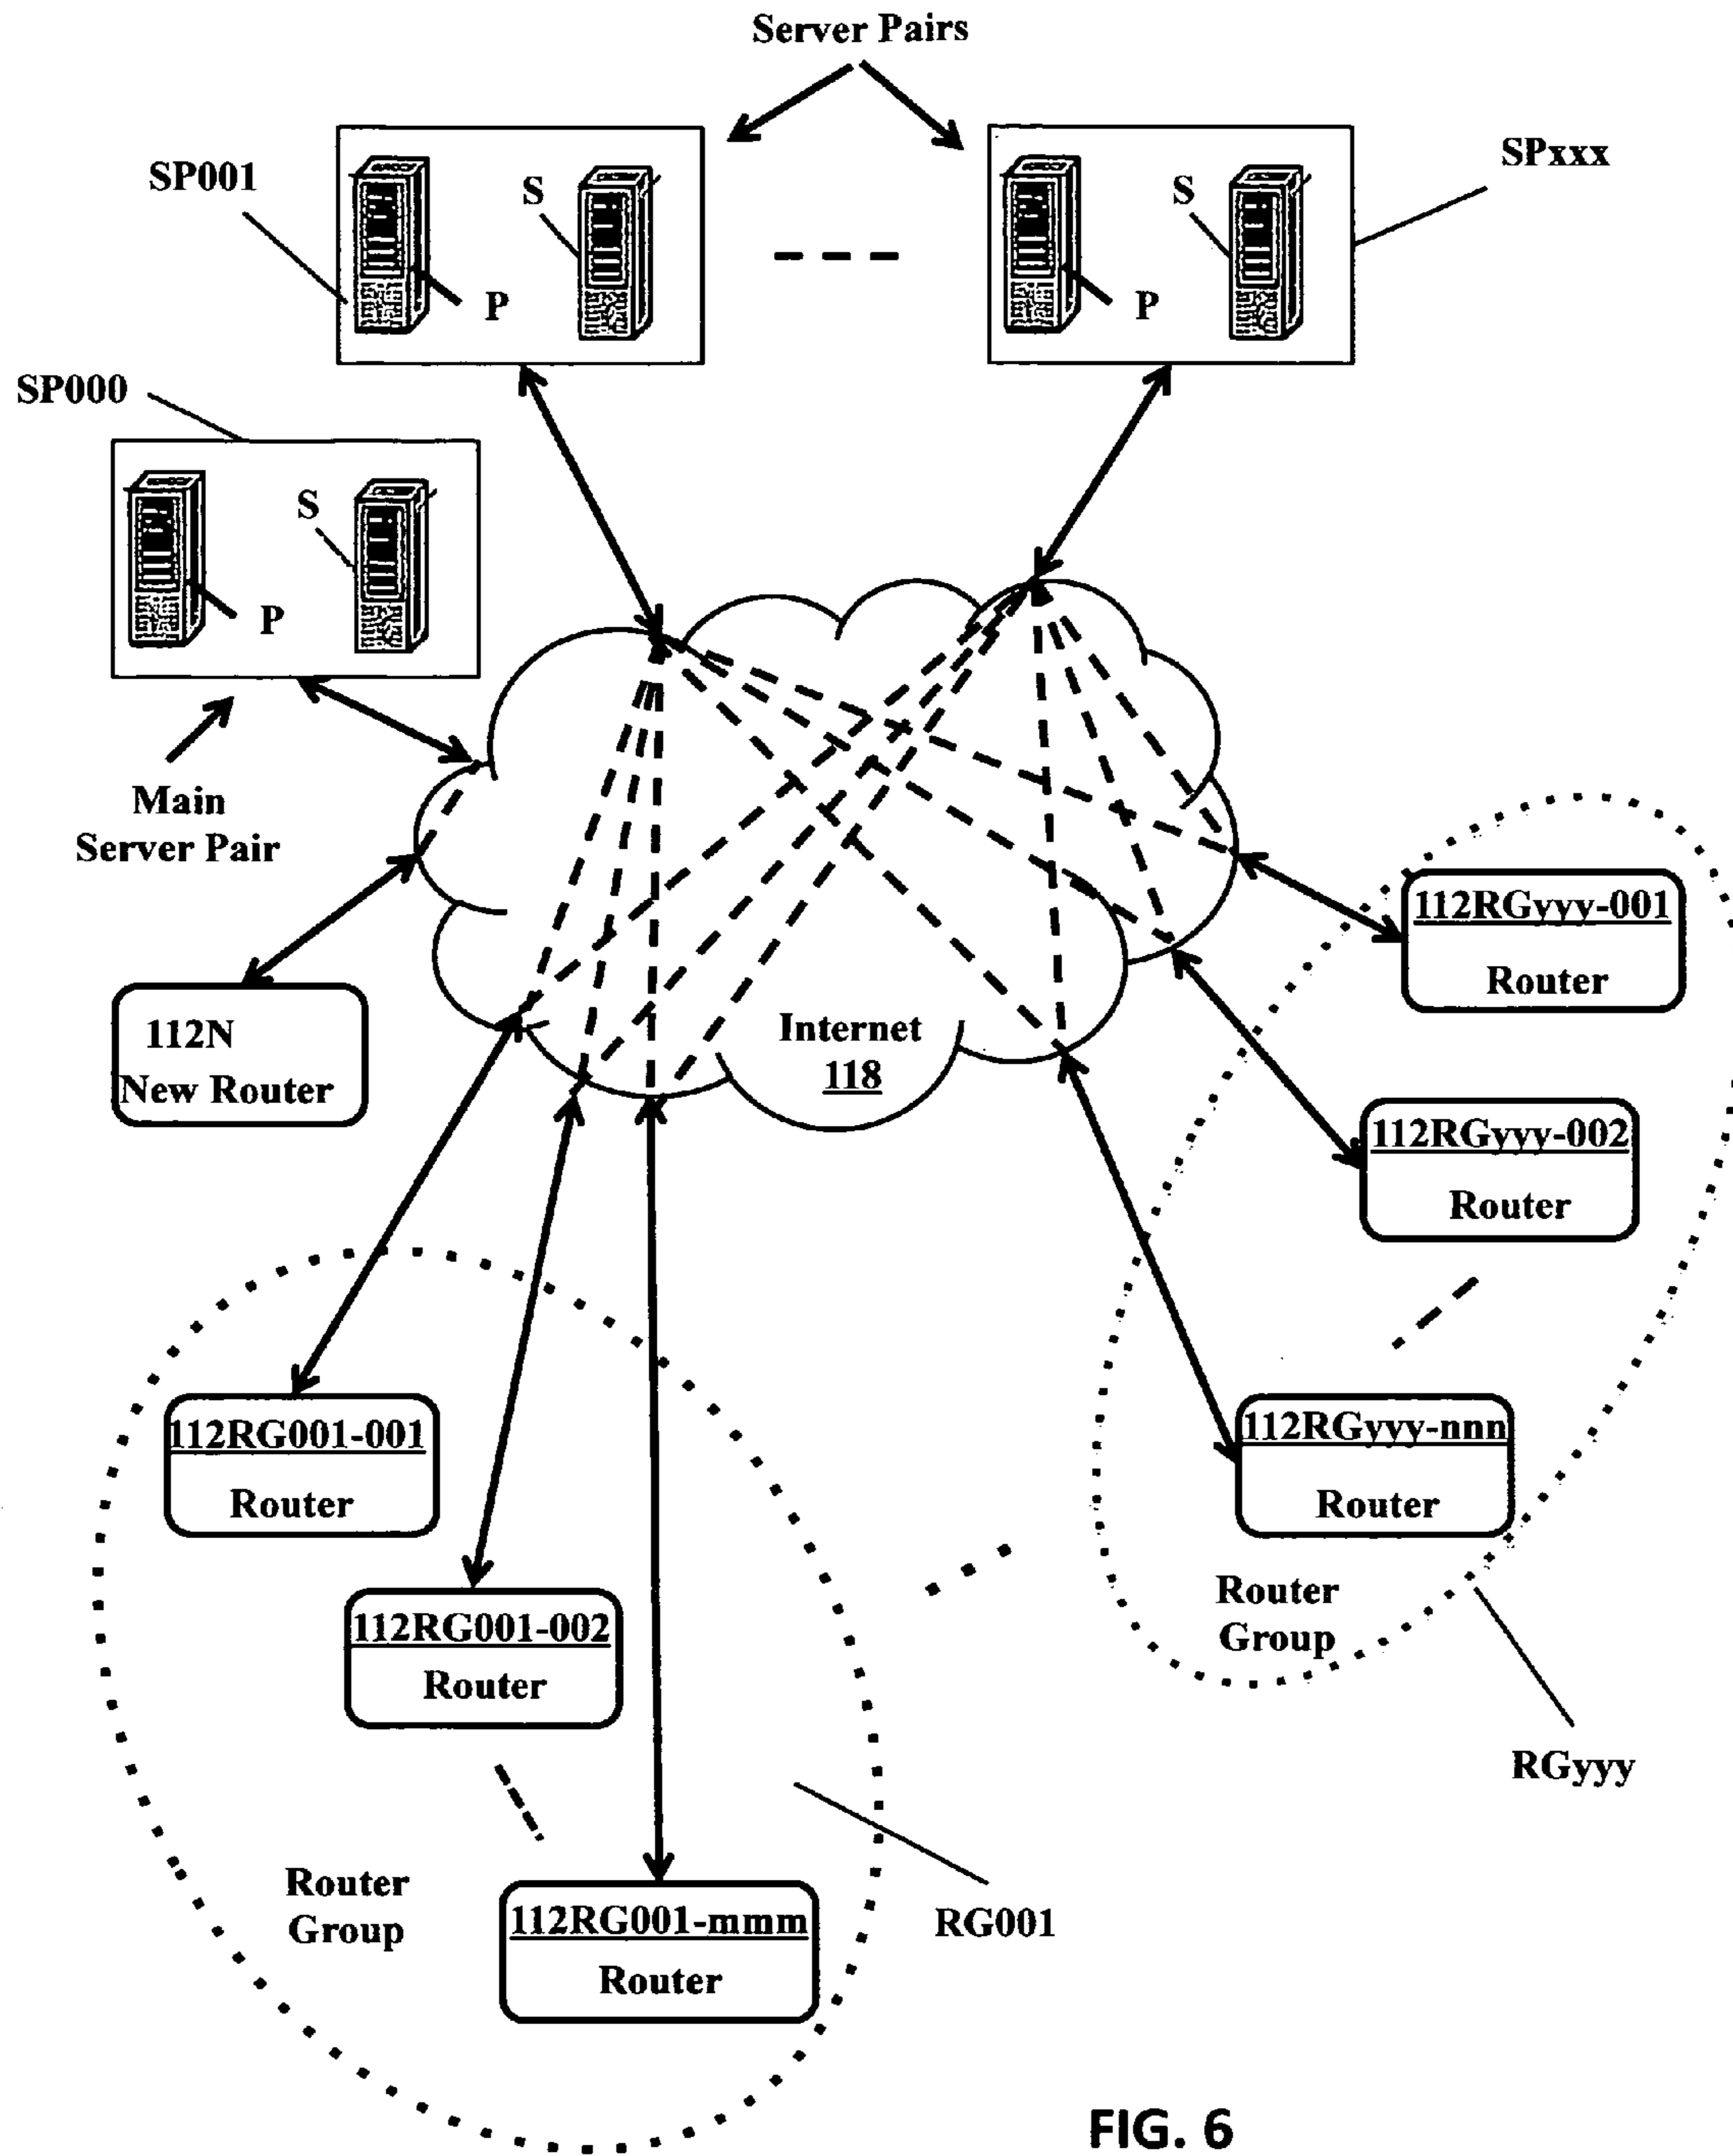 Server Pairs
SP001
S
P
SPxxx
S
P
SP000
S
P
Main
Server Pair
Internet
118
112N
New Router
112RGyyy-001
Router
112RGyyy-002
Router
112RGyyy-nnn
Router
Router
Group
RGyyy
112RG001-001
Router
112RG001-002
Router
112RG001-mmm
Router
Router
Group
RG001
FIG. 6